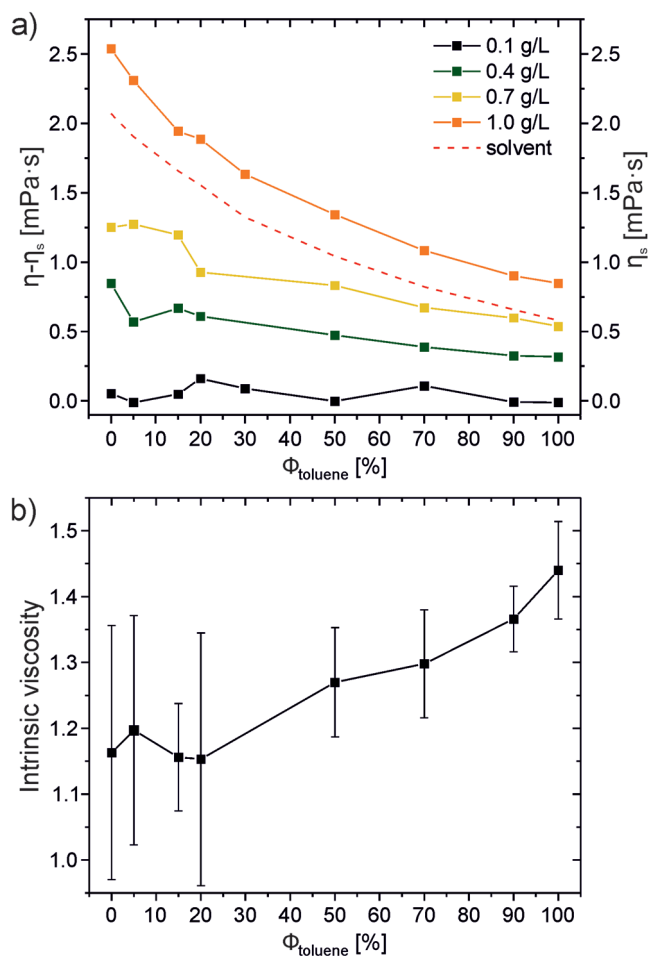 a)
0.1 g/L
0.4 g/L
0.7 g/L
1.0 g/L
solvent
η-ηs [mPa·s]
2.5
2.0
1.5
1.0
0.5
0.0
2.5
2.0
1.5
1.0
0.5
0.0
ηs [mPa·s]
0 10 20 30 40 50 60 70 80 90 100
Φtoluene [%]
b)
Intrinsic viscosity
1.5
1.4
1.3
1.2
1.1
1.0
0 10 20 30 40 50 60 70 80 90 100
Φtoluene [%]